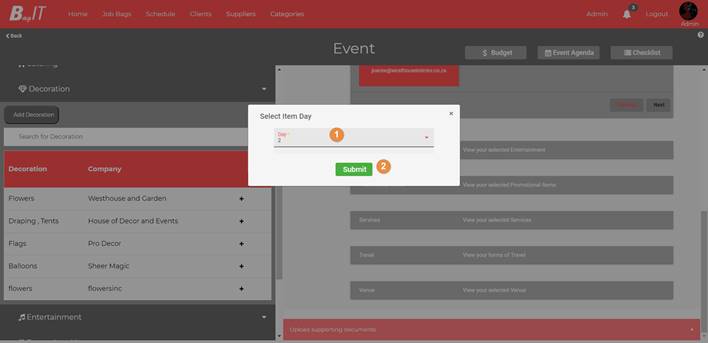 BagIT Home Job Bags Schedule Clients Suppliers Categories Admin 3 Logout
Admin
Back
Event
Budget
Event Agenda
Checklist
Decoration
Add Decoration
Search for Decoration
Decoration Company
Flowers Westhouse and Garden +
Draping , Tents House of Decor and Events +
Flags Pro Decor +
Balloons Sheer Magic +
flowers flowersinc +
Entertainment
Select Item Day ×
Day *
2
1
Submit 2
Next
View your selected Entertainment
View your selected Promotional Items
Services View your selected Services
Travel View your forms of Travel
Venue View your selected Venue
Upload supporting documents